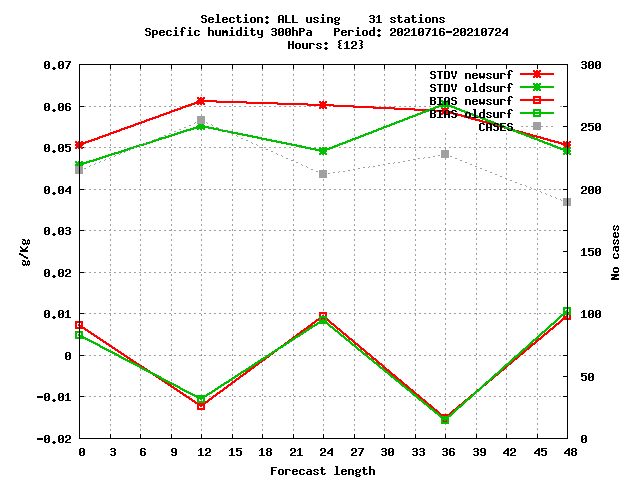 Selection: ALL using    31 stations
Specific humidity 300hPa   Period: 20210716-20210724
Hours: {12}
0.07
0.06
0.05
0.04
0.03
0.02
0.01
0
-0.01
-0.02
g/Kg
STDV newsurf
STDV oldsurf
BIAS newsurf
BIAS oldsurf
CASES
300
250
200
150
100
50
0
No cases
0 3 6 9 12 15 18 21 24 27 30 33 36 39 42 45 48
Forecast length